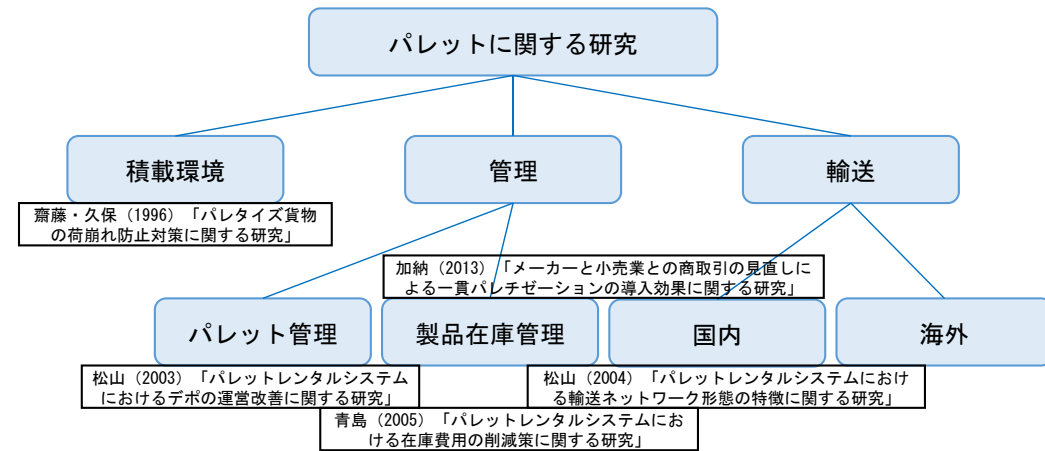 パレットに関する研究
積載環境
管理
輸送
齋藤・久保（1996）「パレタイズ貨物
の荷崩れ防止対策に関する研究」
加納（2013）「メーカーと小売業との商取引の見直しに
よる一貫パレチゼーションの導入効果に関する研究」
パレット管理
製品在庫管理
国内
海外
松山（2003）「パレットレンタルシステム
におけるデポの運営改善に関する研究」
松山（2004）「パレットレンタルシステムにおけ
る輸送ネットワーク形態の特徴に関する研究」
青島（2005）「パレットレンタルシステムにお
ける在庫費用の削減策に関する研究」